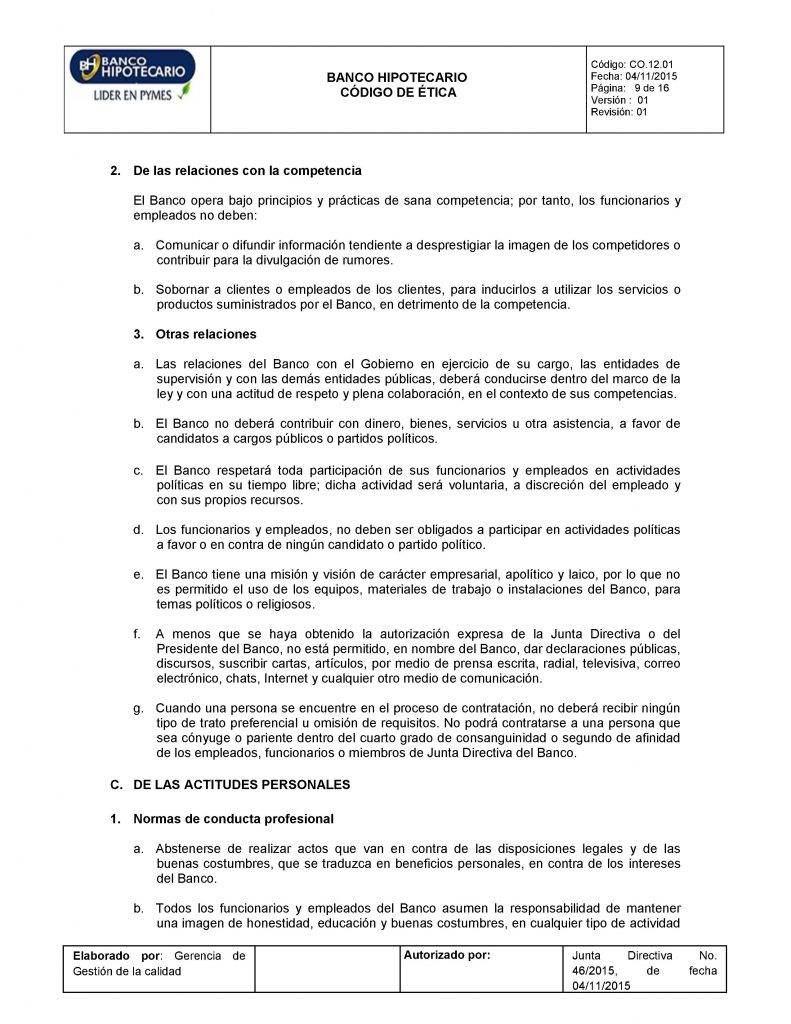 BANCO
HIPOTECARIO
LIDER EN PYMES
BANCO HIPOTECARIO
CÓDIGO DE ÉTICA
Código: CO.12.01
Fecha: 04/11/2015
Página: 9 de 16
Versión : 01
Revisión: 01
2. De las relaciones con la competencia
El Banco opera bajo principios y prácticas de sana competencia; por tanto, los funcionarios y
empleados no deben:
a. Comunicar o difundir información tendiente a desprestigiar la imagen de los competidores o
contribuir para la divulgación de rumores.
b. Sobornar a clientes o empleados de los clientes, para inducirlos a utilizar los servicios o
productos suministrados por el Banco, en detrimento de la competencia.
3. Otras relaciones
a. Las relaciones del Banco con el Gobierno en ejercicio de su cargo, las entidades de
supervisión y con las demás entidades públicas, deberá conducirse dentro del marco de la
ley y con una actitud de respeto y plena colaboración, en el contexto de sus competencias.
b. El Banco no deberá contribuir con dinero, bienes, servicios u otra asistencia, a favor de
candidatos a cargos públicos o partidos políticos.
c. El Banco respetará toda participación de sus funcionarios y empleados en actividades
políticas en su tiempo libre; dicha actividad será voluntaria, a discreción del empleado y
con sus propios recursos.
d. Los funcionarios y empleados, no deben ser obligados a participar en actividades políticas
a favor o en contra de ningún candidato o partido político.
e. El Banco tiene una misión y visión de carácter empresarial, apolítico y laico, por lo que no
es permitido el uso de los equipos, materiales de trabajo o instalaciones del Banco, para
temas políticos o religiosos.
f. A menos que se haya obtenido la autorización expresa de la Junta Directiva o del
Presidente del Banco, no está permitido, en nombre del Banco, dar declaraciones públicas,
discursos, suscribir cartas, artículos, por medio de prensa escrita, radial, televisiva, correo
electrónico, chats, Internet y cualquier otro medio de comunicación.
g. Cuando una persona se encuentre en el proceso de contratación, no deberá recibir ningún
tipo de trato preferencial u omisión de requisitos. No podrá contratarse a una persona que
sea cónyuge o pariente dentro del cuarto grado de consanguinidad o segundo de afinidad
de los empleados, funcionarios o miembros de Junta Directiva del Banco.
C. DE LAS ACTITUDES PERSONALES
1. Normas de conducta profesional
a. Abstenerse de realizar actos que van en contra de las disposiciones legales y de las
buenas costumbres, que se traduzca en beneficios personales, en contra de los intereses
del Banco.
b. Todos los funcionarios y empleados del Banco asumen la responsabilidad de mantener
una imagen de honestidad, educación y buenas costumbres, en cualquier tipo de actividad
Elaborado por: Gerencia de
Gestión de la calidad
Autorizado por:
Junta Directiva No.
46/2015, de fecha
04/11/2015